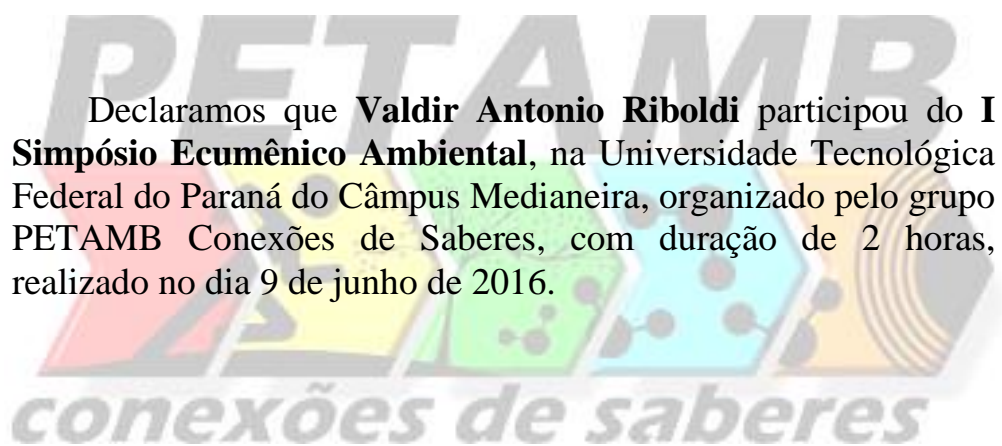 PETAMB
Declaramos que Valdir Antonio Riboldi participou do I
Simpósio Ecumênico Ambiental, na Universidade Tecnológica
Federal do Paraná do Câmpus Medianeira, organizado pelo grupo
PETAMB Conexões de Saberes, com duração de 2 horas,
realizado no dia 9 de junho de 2016.
conexões de saberes